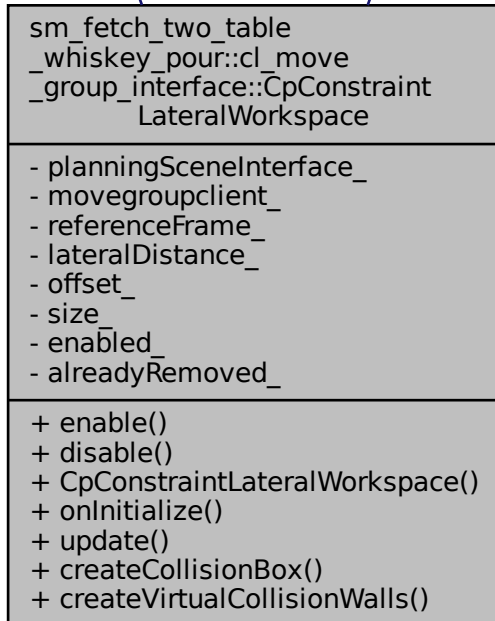 sm_fetch_two_table
_whiskey_pour::cl_move
_group_interface::CpConstraint
LateralWorkspace
- planningSceneInterface_
- movegroupclient_
- referenceFrame_
- lateralDistance_
- offset_
- size_
- enabled_
- alreadyRemoved_
+ enable()
+ disable()
+ CpConstraintLateralWorkspace()
+ onInitialize()
+ update()
+ createCollisionBox()
+ createVirtualCollisionWalls()